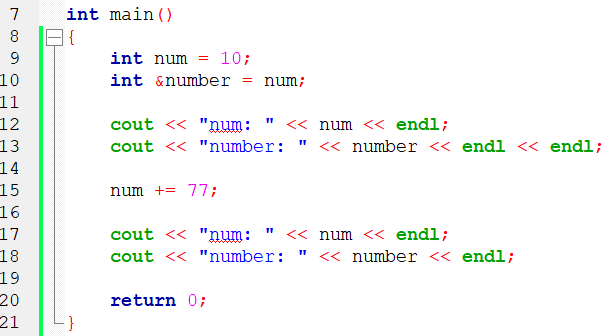 7 int main()
8 {
9 int num = 10;
10 int &number = num;
11
12 cout << "num: " << num << endl;
13 cout << "number: " << number << endl << endl;
14
15 num += 77;
16
17 cout << "num: " << num << endl;
18 cout << "number: " << number << endl;
19
20 return 0;
21 }